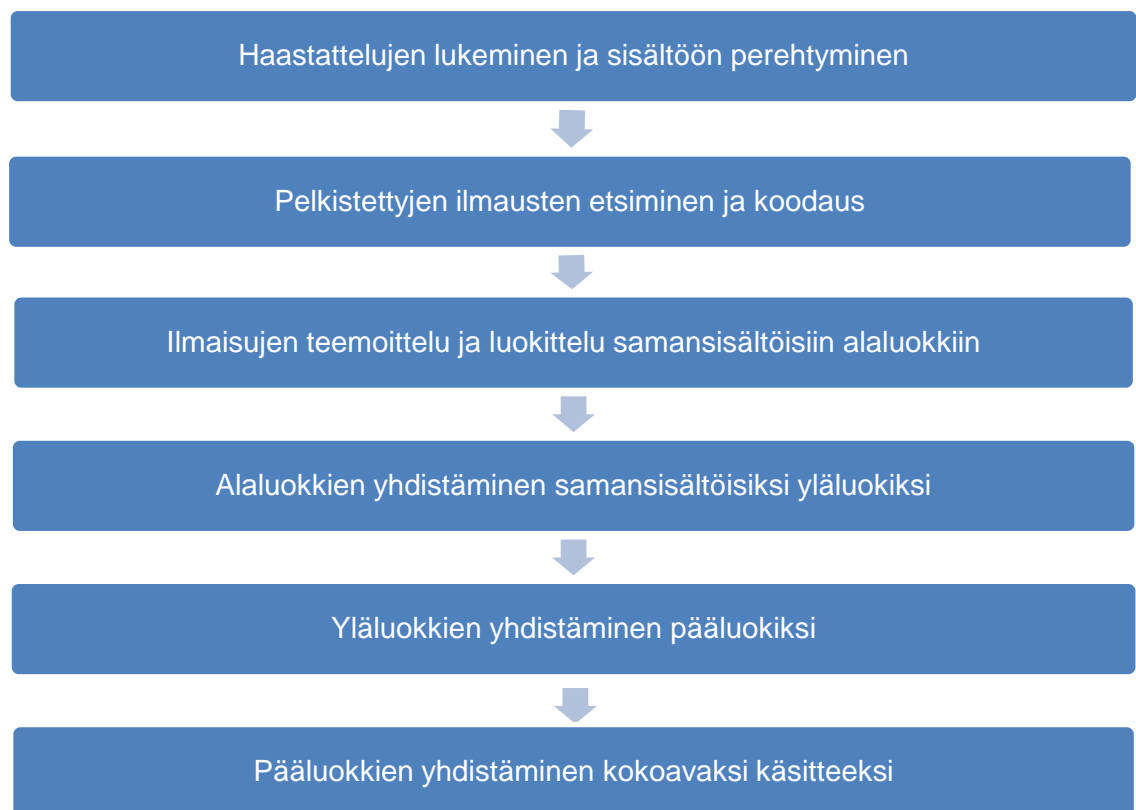 Haastattelujen lukeminen ja sisältöön perehtyminen
Pelkistettyjen ilmausten etsiminen ja koodaus
Ilmaisujen teemoittelu ja luokittelu samansisältöisiin alaluokkiin
Alaluokkien yhdistäminen samansisältöisiksi yläluokiksi
Yläluokkien yhdistäminen pääluokiksi
Pääluokkien yhdistäminen kokoavaksi käsitteeksi